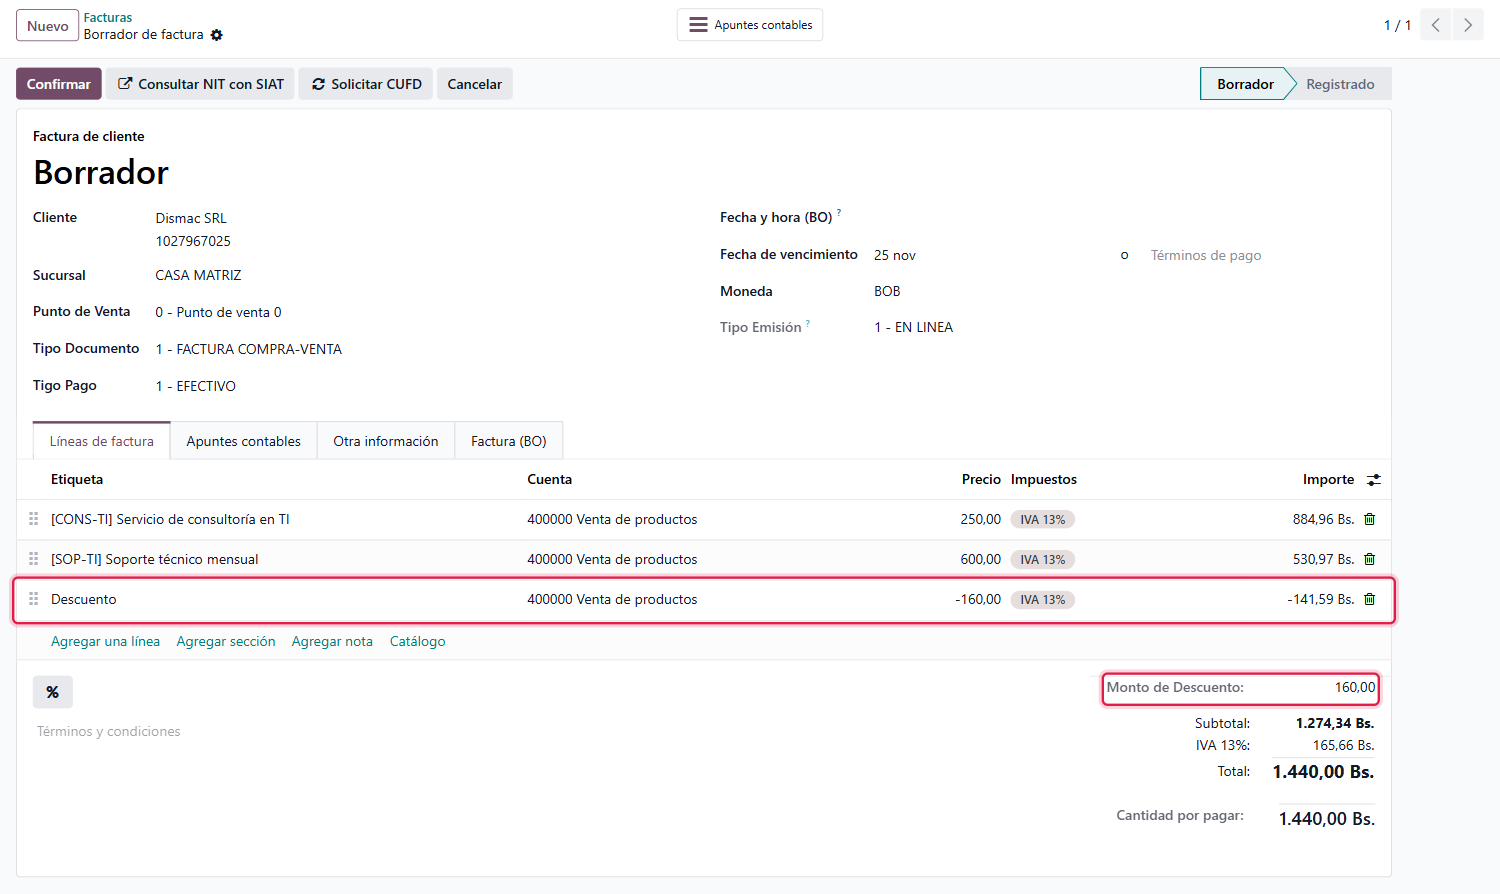 Nuevo
Facturas
Borrador de factura
Apuntes contables
1 / 1
Confirmar
Consultar NIT con SIAT
Solicitar CUFD
Cancelar
Borrador
Registrado
Factura de cliente
Borrador
Cliente
Dismac SRL
1027967025
Sucursal
CASA MATRIZ
Punto de Venta
0 - Punto de venta 0
Tipo Documento
1 - FACTURA COMPRA-VENTA
Tigo Pago
1 - EFECTIVO
Fecha y hora (BO) ?
Fecha de vencimiento
25 nov
o
Términos de pago
Moneda
BOB
Tipo Emisión ?
1 - EN LINEA
Líneas de factura
Apuntes contables
Otra información
Factura (BO)
Etiqueta Cuenta Precio Impuestos Importe
[CONS-TI] Servicio de consultoría en TI 400000 Venta de productos 250,00 IVA 13% 884,96 Bs.
[SOP-TI] Soporte técnico mensual 400000 Venta de productos 600,00 IVA 13% 530,97 Bs.
Descuento 400000 Venta de productos -160,00 IVA 13% -141,59 Bs.
Agregar una línea Agregar sección Agregar nota Catálogo
%
Términos y condiciones
Monto de Descuento: 160,00
Subtotal: 1.274,34 Bs.
IVA 13%: 165,66 Bs.
Total: 1.440,00 Bs.
Cantidad por pagar: 1.440,00 Bs.